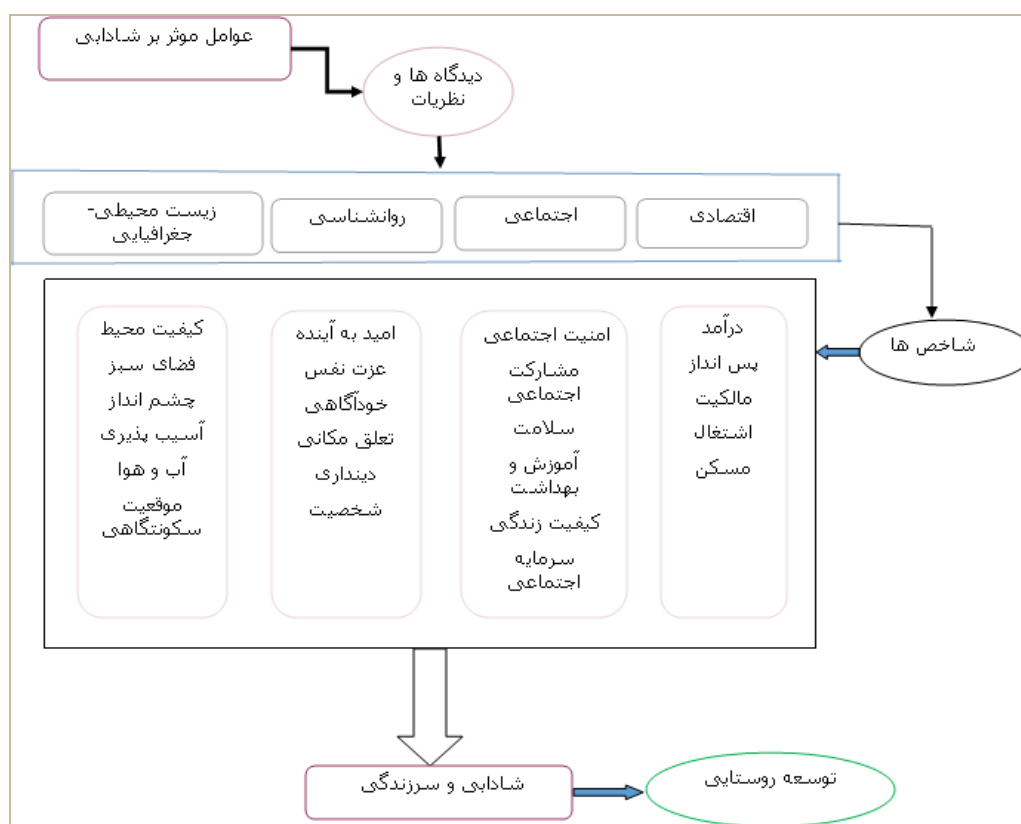 عوامل موثر بر شادابی
دیدگاه ها و
نظریات
اقتصادی
اجتماعی
روانشناسی
زیست محیطی-
جغرافیایی
شاخص ها
درآمد
پس انداز
مالکیت
اشتغال
مسکن
امنیت اجتماعی
مشارکت
اجتماعی
سلامت
آموزش و
بهداشت
کیفیت زندگی
سرمایه
اجتماعی
امید به آینده
عزت نفس
خودآگاهی
تعلق مکانی
دینداری
شخصیت
کیفیت محیط
فضای سبز
چشم انداز
آسیب پذیری
آب و هوا
موقعیت
سکونتگاهی
شادابی و سرزندگی
توسعه روستایی